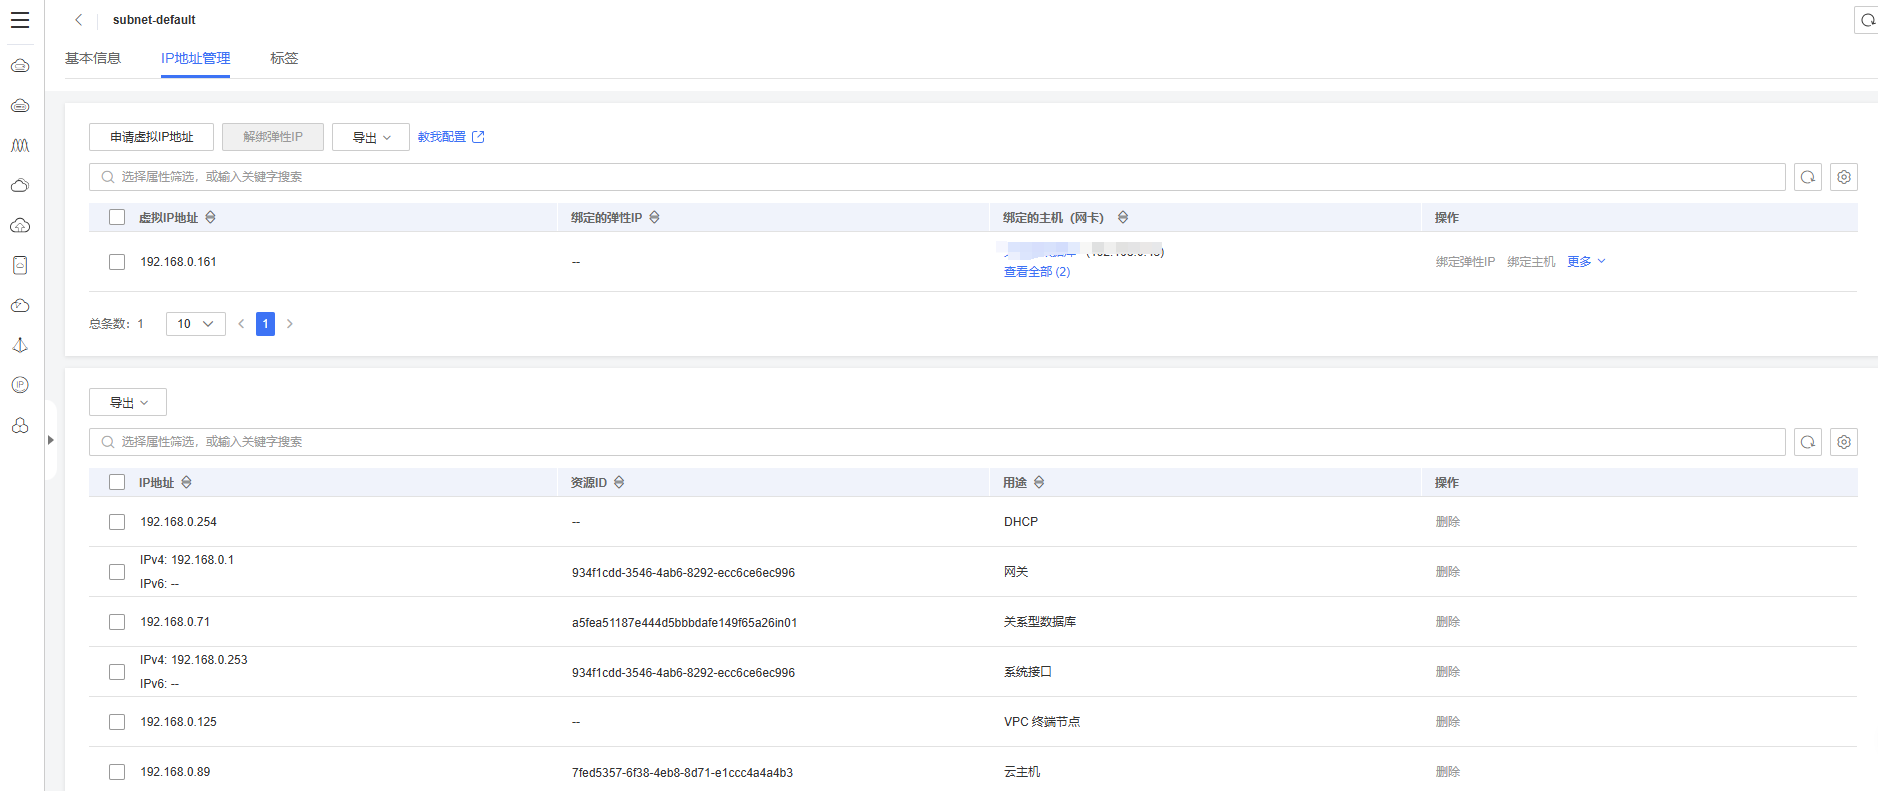 subnet-default
基本信息 IP地址管理 标签
申请虚拟IP地址 解绑弹性IP 导出 教我配置
选择属性筛选，或输入关键字搜索
虚拟IP地址 绑定的弹性IP 绑定的主机（网卡） 操作
192.168.0.161 -- 绑定弹性IP 绑定主机 更多
查看全部 (2)
总条数：1 10 1
导出
选择属性筛选，或输入关键字搜索
IP地址 资源ID 用途 操作
192.168.0.254 -- DHCP 删除
IPv4: 192.168.0.1
IPv6: --
934f1cdd-3546-4ab6-8292-ecc6ce6ec996 网关 删除
192.168.0.71 a5fea51187e444d5bbbdafe149f65a26in01 关系型数据库 删除
IPv4: 192.168.0.253
IPv6: --
934f1cdd-3546-4ab6-8292-ecc6ce6ec996 系统接口 删除
192.168.0.125 -- VPC 终端节点 删除
192.168.0.89 7fed5357-6f38-4eb8-8d71-e1ccc4a4a4b3 云主机 删除
IP